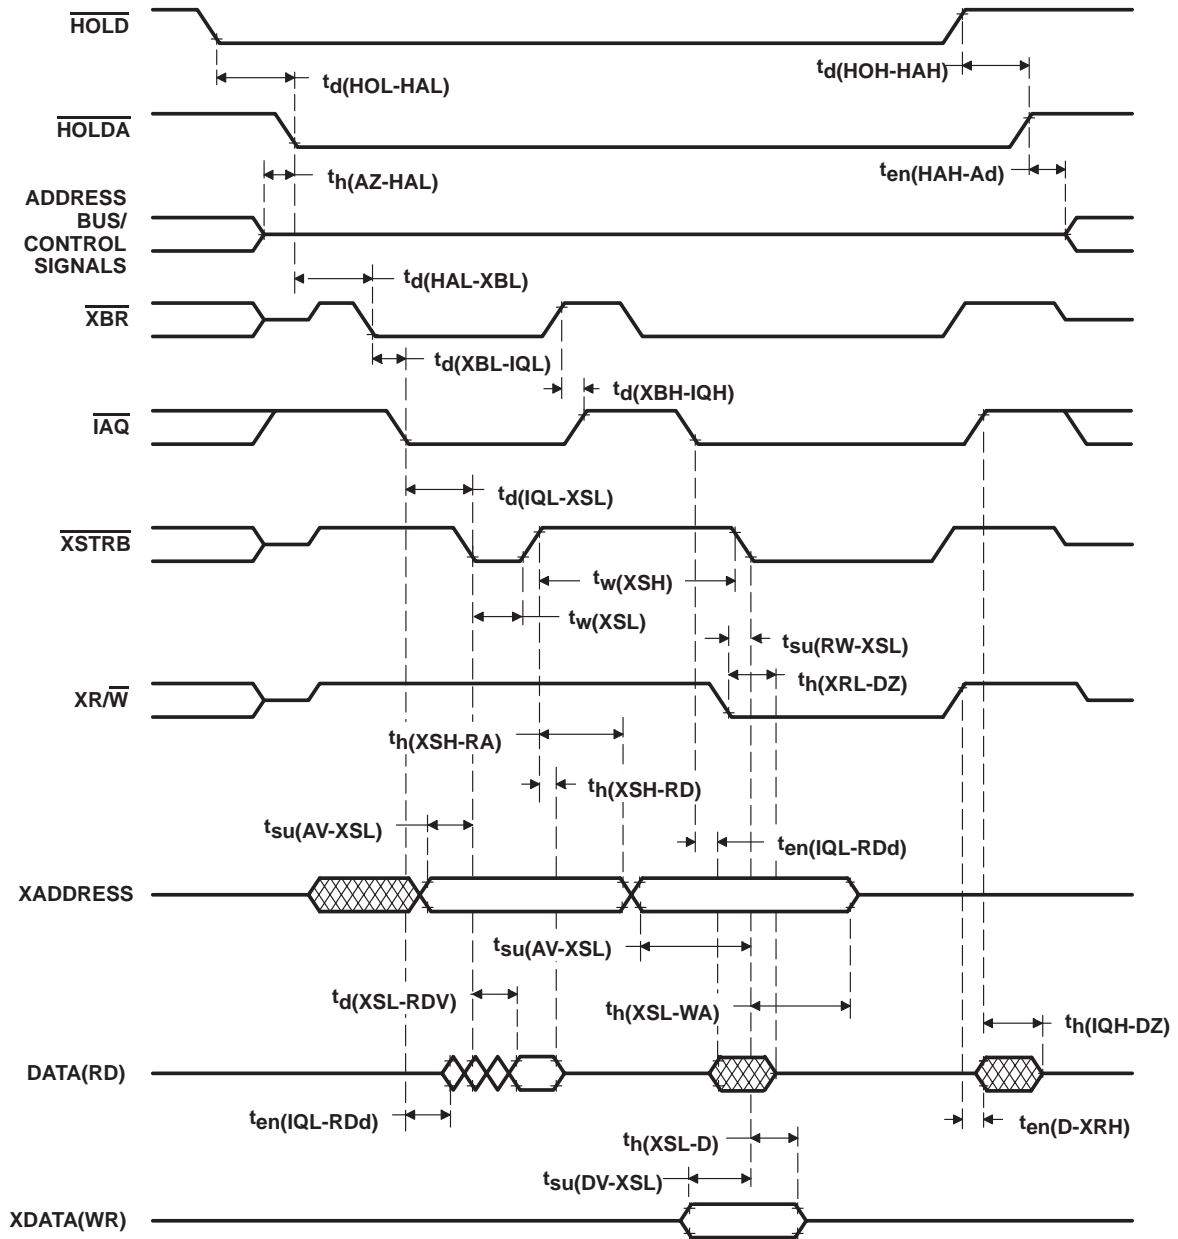 HOLD
td(HOL-HAL)
td(HOH-HAH)
HOLDA
th(AZ-HAL)
ten(HAH-Ad)
ADDRESS
BUS/
CONTROL
SIGNALS
td(HAL-XBL)
XBR
td(XBL-IQL)
td(XBH-IQH)
IAQ
td(IQL-XSL)
XSTRB
tw(XSH)
tw(XSL)
tsu(RW-XSL)
th(XRL-DZ)
XR/W
th(XSH-RA)
th(XSH-RD)
tsu(AV-XSL)
ten(IQL-RDd)
XADDRESS
tsu(AV-XSL)
td(XSL-RDV)
th(XSL-WA)
th(IQH-DZ)
DATA(RD)
ten(IQL-RDd)
ten(D-XRH)
th(XSL-D)
tsu(DV-XSL)
XDATA(WR)